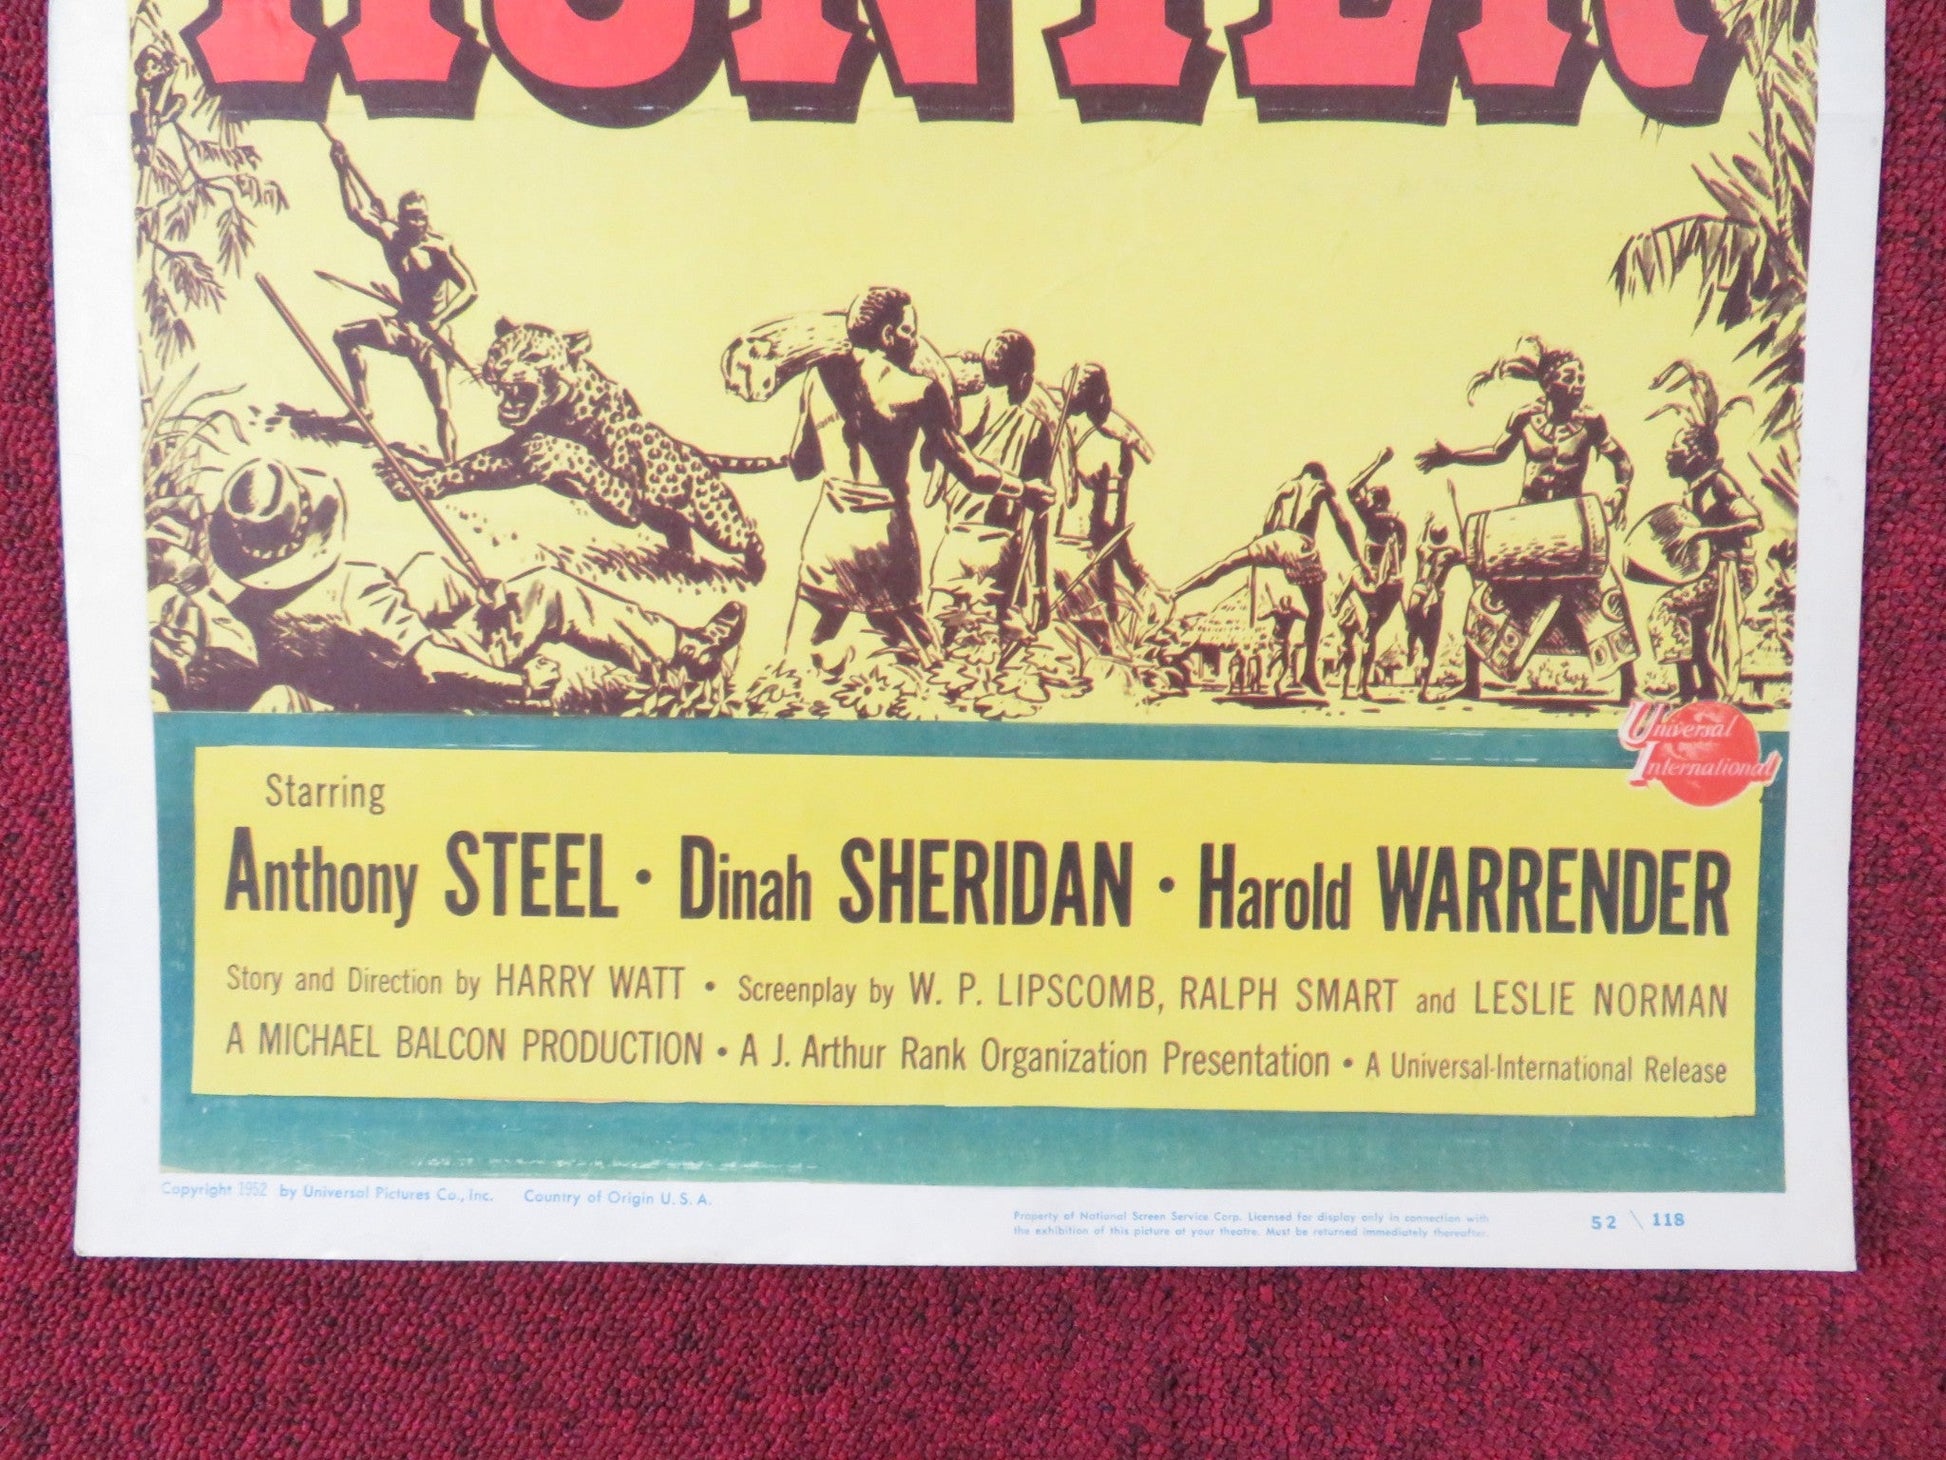 HUNTER
Universal
International
Starring
Anthony STEEL • Dinah SHERIDAN • Harold WARRENDER
Story and Direction by HARRY WATT • Screenplay by W. P. LIPSCOMB, RALPH SMART and LESLIE NORMAN
A MICHAEL BALCON PRODUCTION • A J. Arthur Rank Organization Presentation • A Universal-International Release
Copyright 1952 by Universal Pictures Co., Inc. Country of Origin U. S. A.
Property of National Screen Service Corp. Licensed for display only in connection with
the exhibition of this picture at your theatre. Must be returned immediately thereafter.
52 \ 118